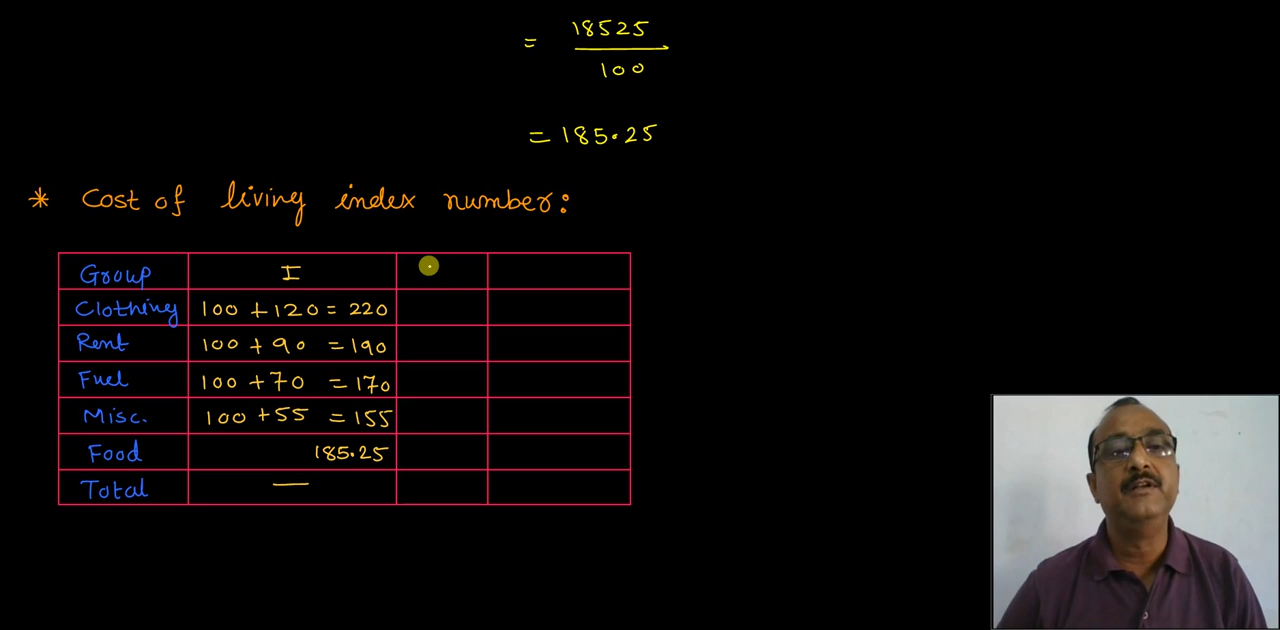 = 18525
100
= 185.25
* Cost of living index number:
Group I
Clothing 100 + 120 = 220
Rent 100 + 90 = 190
Fuel 100 + 70 = 170
Misc. 100 + 55 = 155
Food 185.25
Total —